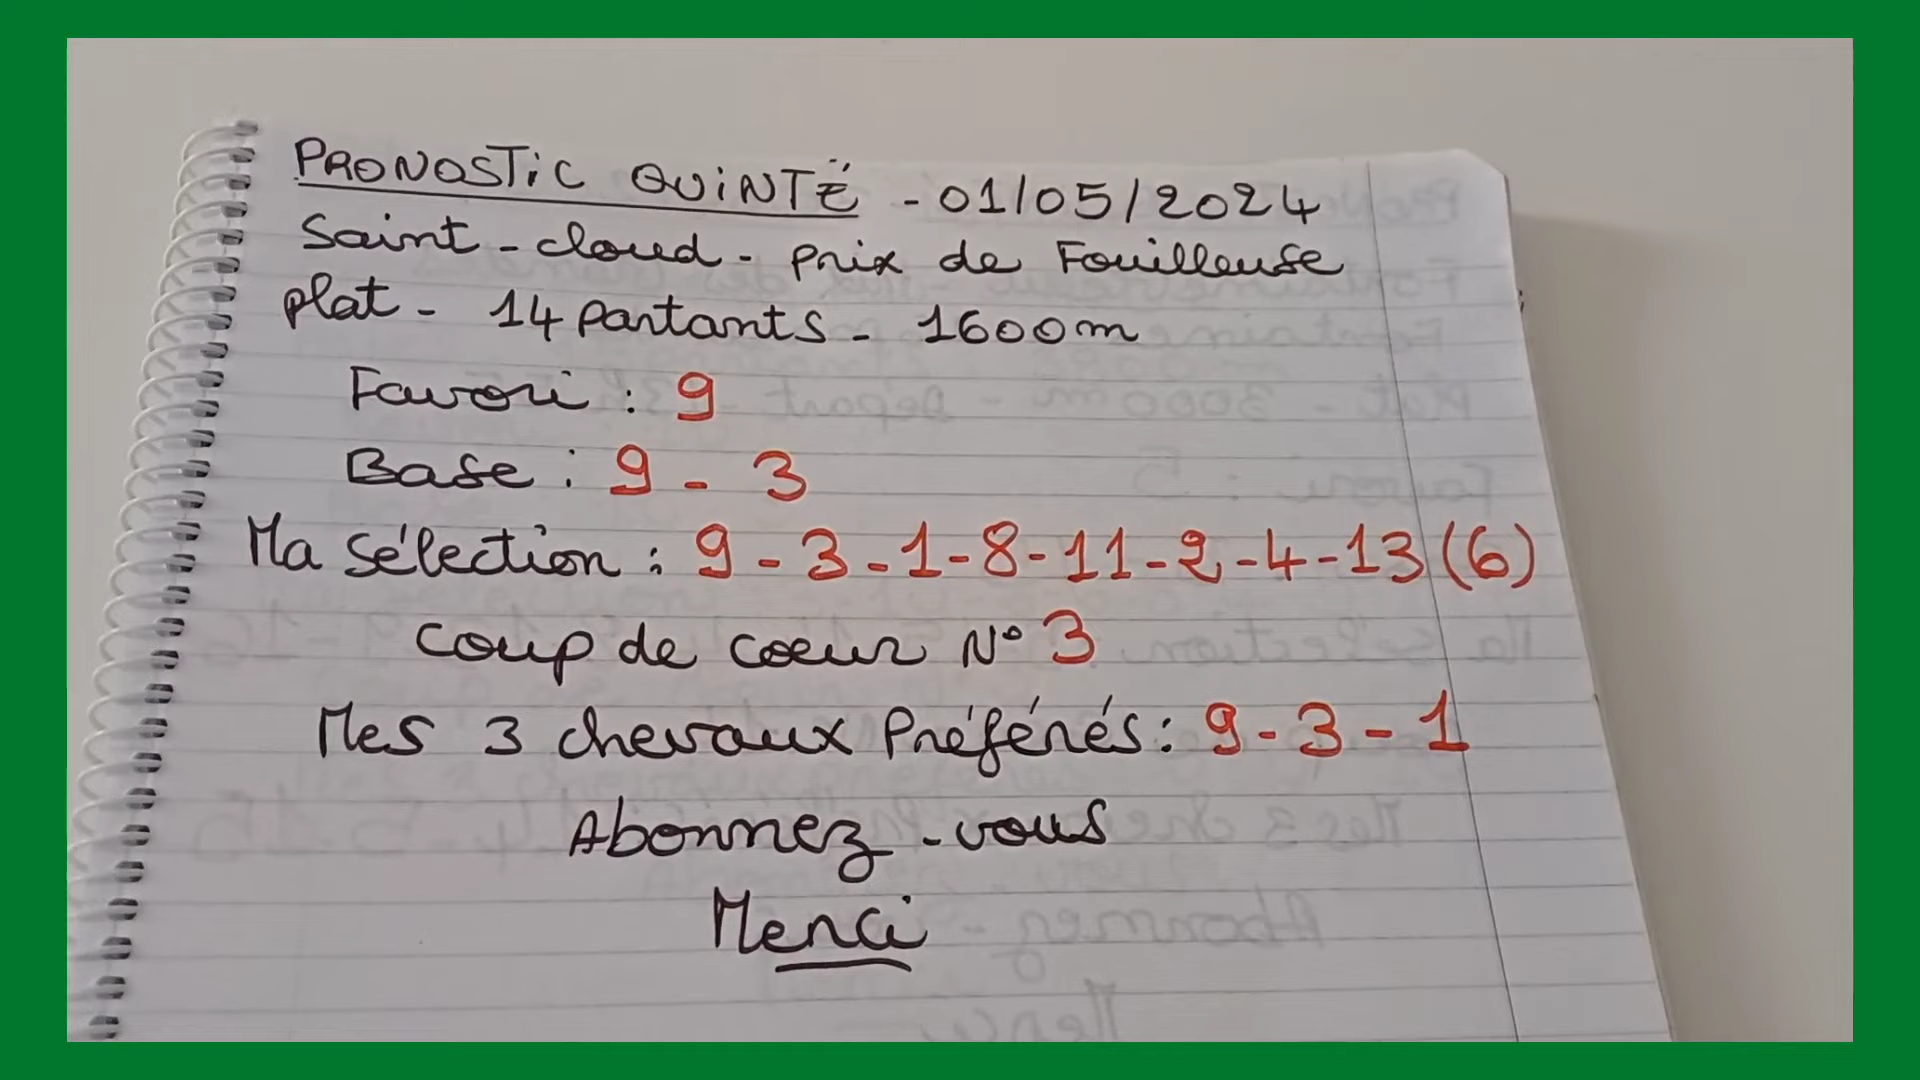 PRONOSTIC QUINTÉ - 01/05/2024
Saint-cloud - prix de Fouilleuse
plat - 14 partants - 1600m
Favori : 9
Base : 9 - 3
Ma sélection : 9 - 3 - 1 - 8 - 11 - 2 - 4 - 13 (6)
coup de coeur N° 3
Mes 3 chevaux Préférés : 9 - 3 - 1
Abonnez-vous
Merci